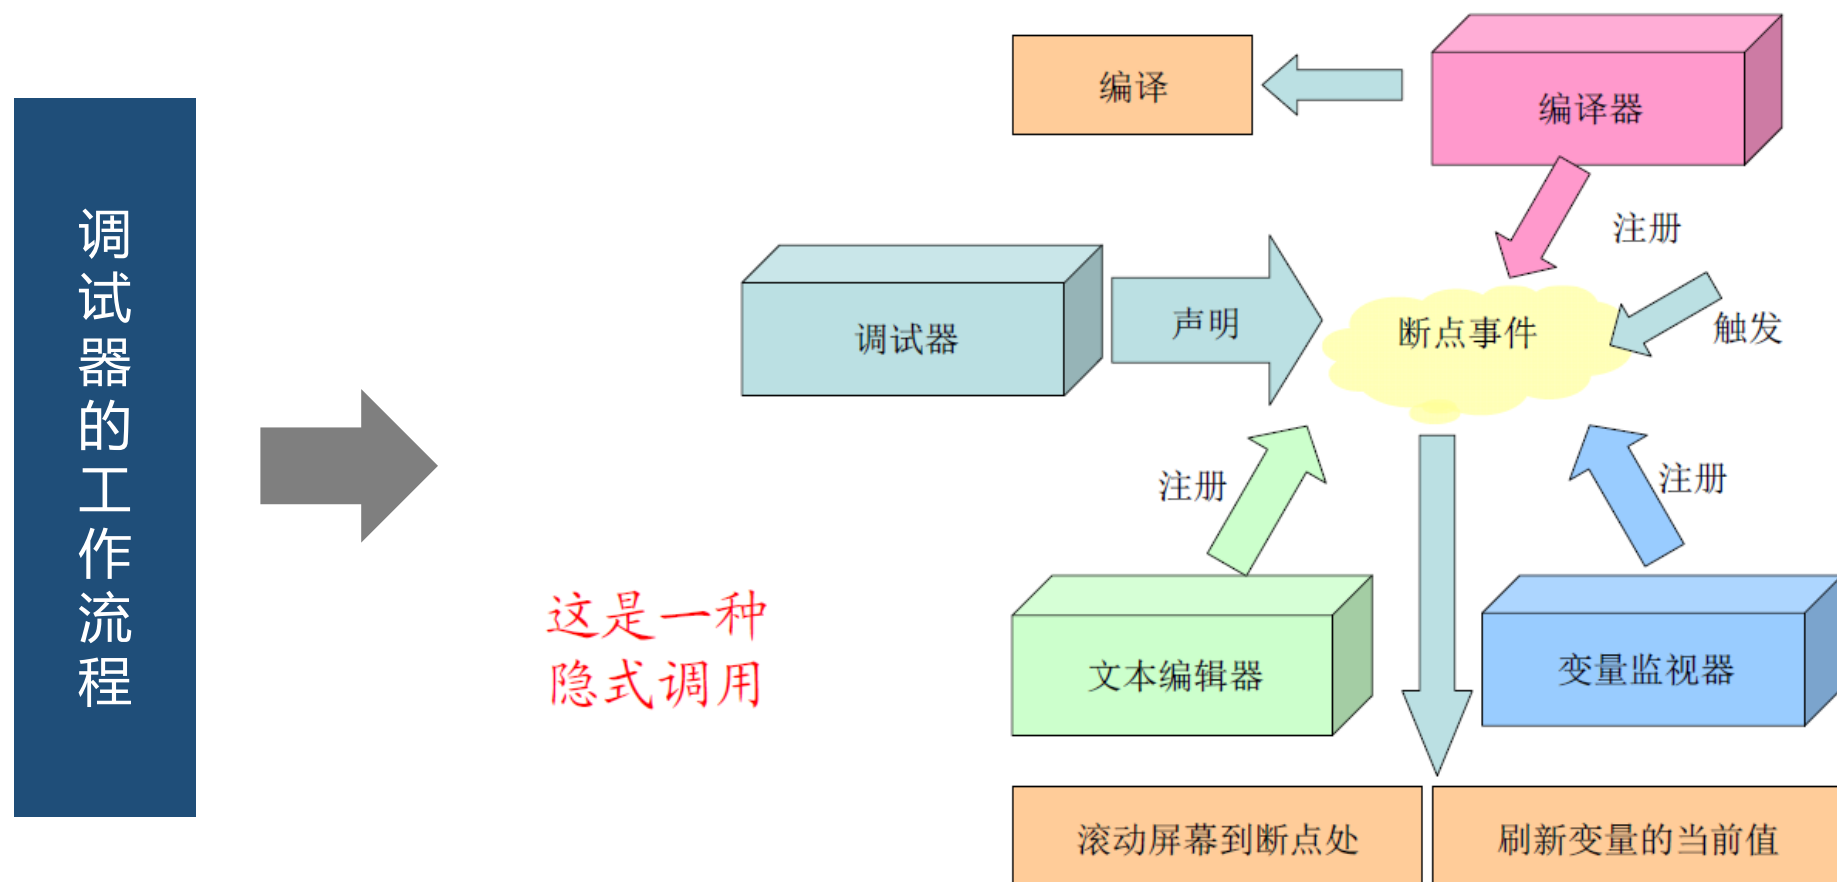 调试器的工作流程
编译
编译器
注册
调试器
声明
断点事件
触发
注册
注册
这是一种
隐式调用
文本编辑器
变量监视器
滚动屏幕到断点处
刷新变量的当前值